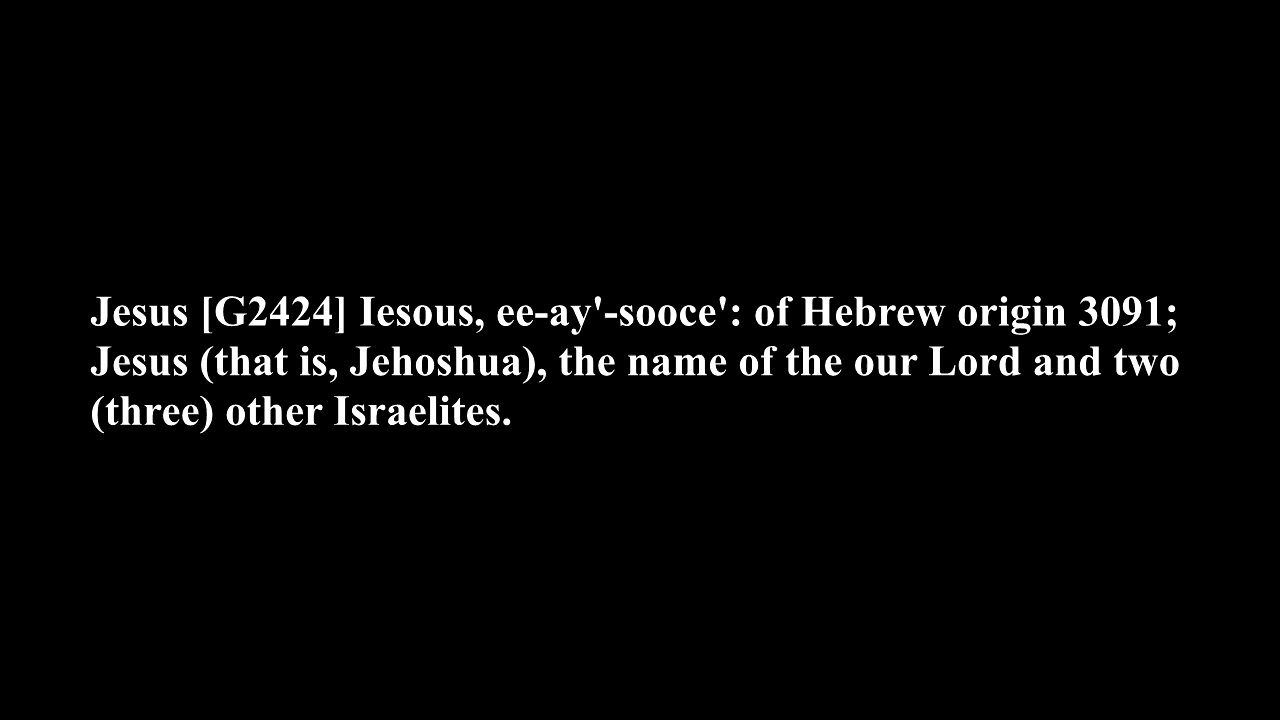 Jesus [G2424] Iesous, ee-ay'-sooce': of Hebrew origin 3091;
Jesus (that is, Jehoshua), the name of the our Lord and two
(three) other Israelites.